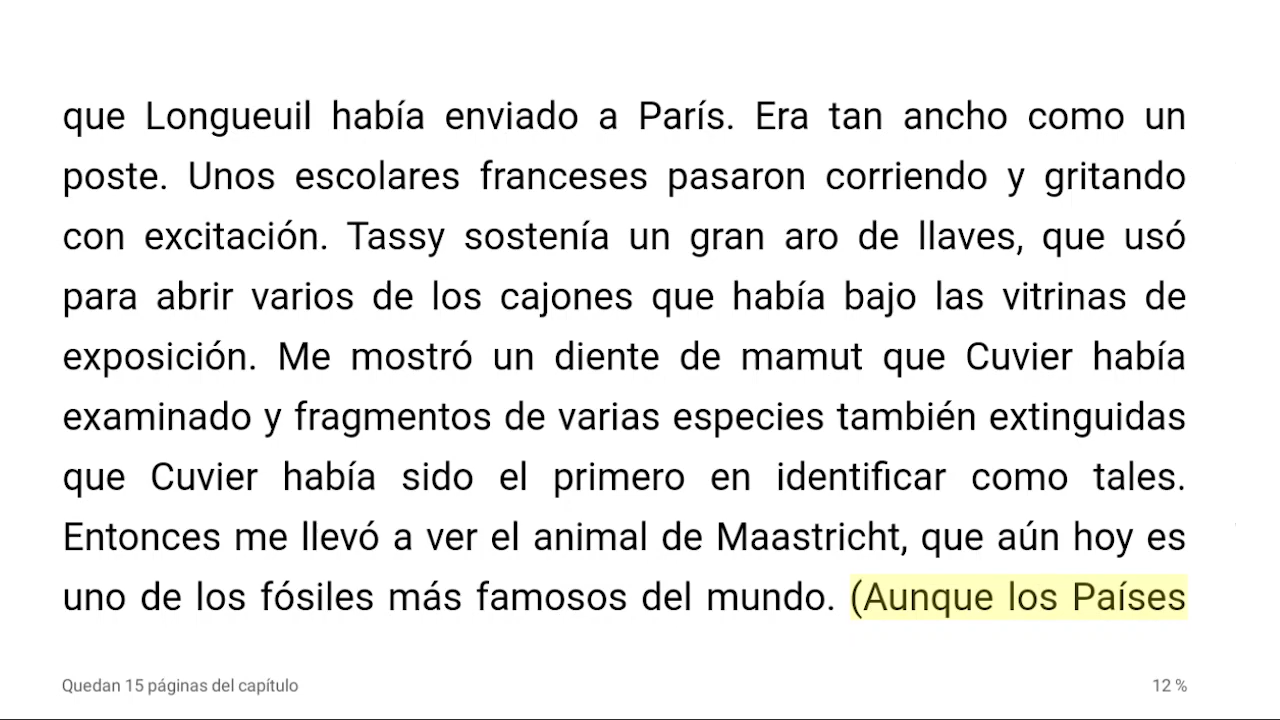 que Longueuil había enviado a París. Era tan ancho como un
poste. Unos escolares franceses pasaron corriendo y gritando
con excitación. Tassy sostenía un gran aro de llaves, que usó
para abrir varios de los cajones que había bajo las vitrinas de
exposición. Me mostró un diente de mamut que Cuvier había
examinado y fragmentos de varias especies también extinguidas
que Cuvier había sido el primero en identificar como tales.
Entonces me llevó a ver el animal de Maastricht, que aún hoy es
uno de los fósiles más famosos del mundo. (Aunque los Países
Quedan 15 páginas del capítulo
12 %